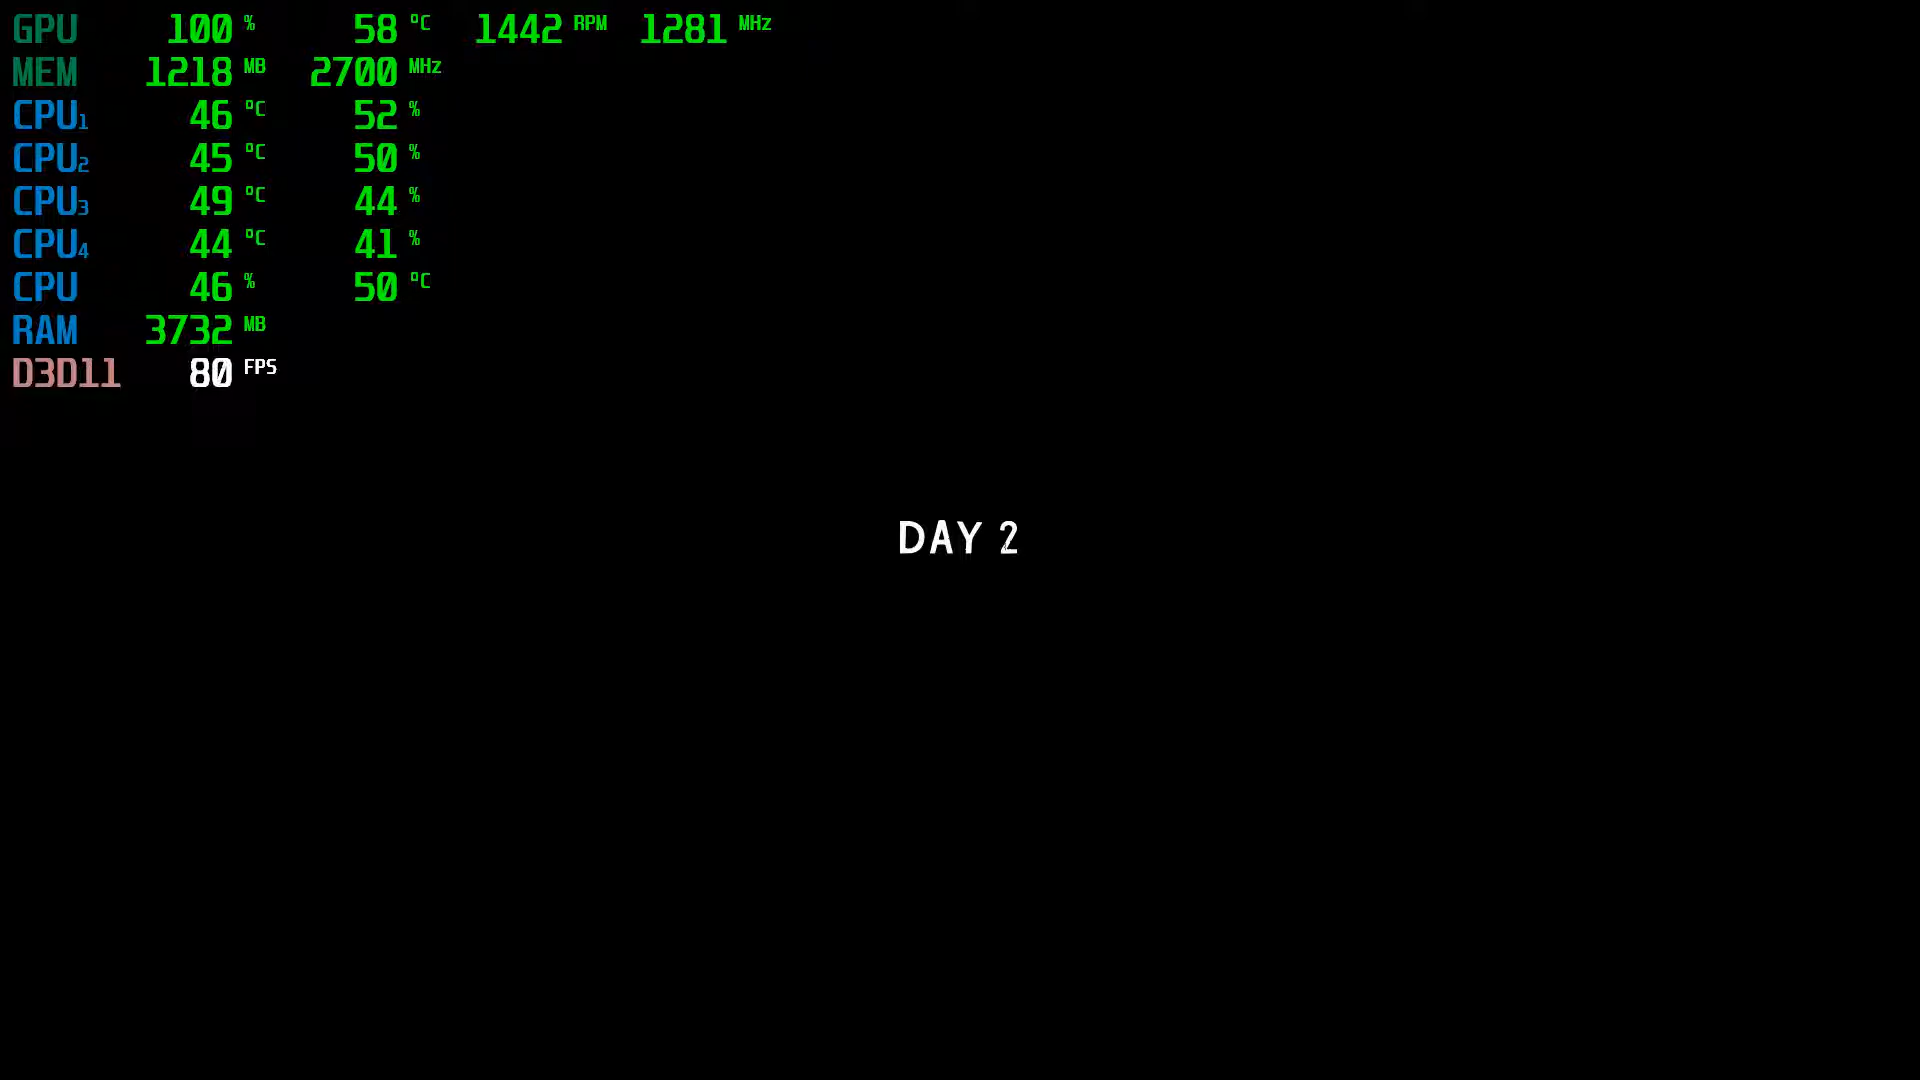 GPU 100 % 58 °C 1442 RPM 1281 MHz
MEM 1218 MB 2700 MHz
CPU1 46 °C 52 %
CPU2 45 °C 50 %
CPU3 49 °C 44 %
CPU4 44 °C 41 %
CPU 46 % 50 °C
RAM 3732 MB
D3D11 80 FPS
DAY 2